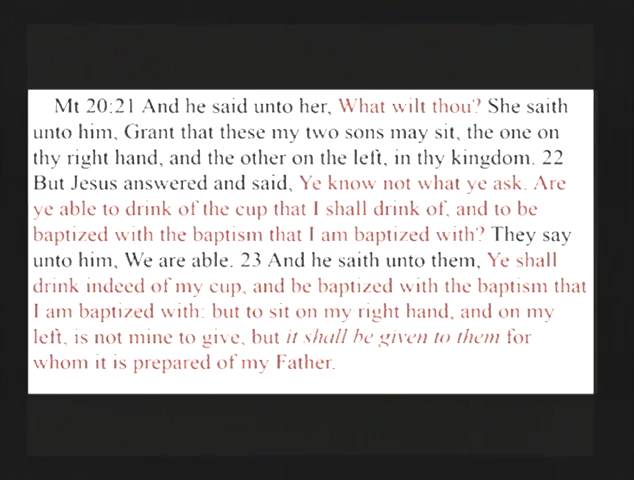 Mt 20:21 And he said unto her, What wilt thou? She saith
unto him, Grant that these my two sons may sit, the one on
thy right hand, and the other on the left, in thy kingdom. 22
But Jesus answered and said, Ye know not what ye ask. Are
ye able to drink of the cup that I shall drink of, and to be
baptized with the baptism that I am baptized with? They say
unto him, We are able. 23 And he saith unto them, Ye shall
drink indeed of my cup, and be baptized with the baptism that
I am baptized with: but to sit on my right hand, and on my
left, is not mine to give, but it shall be given to them for
whom it is prepared of my Father.